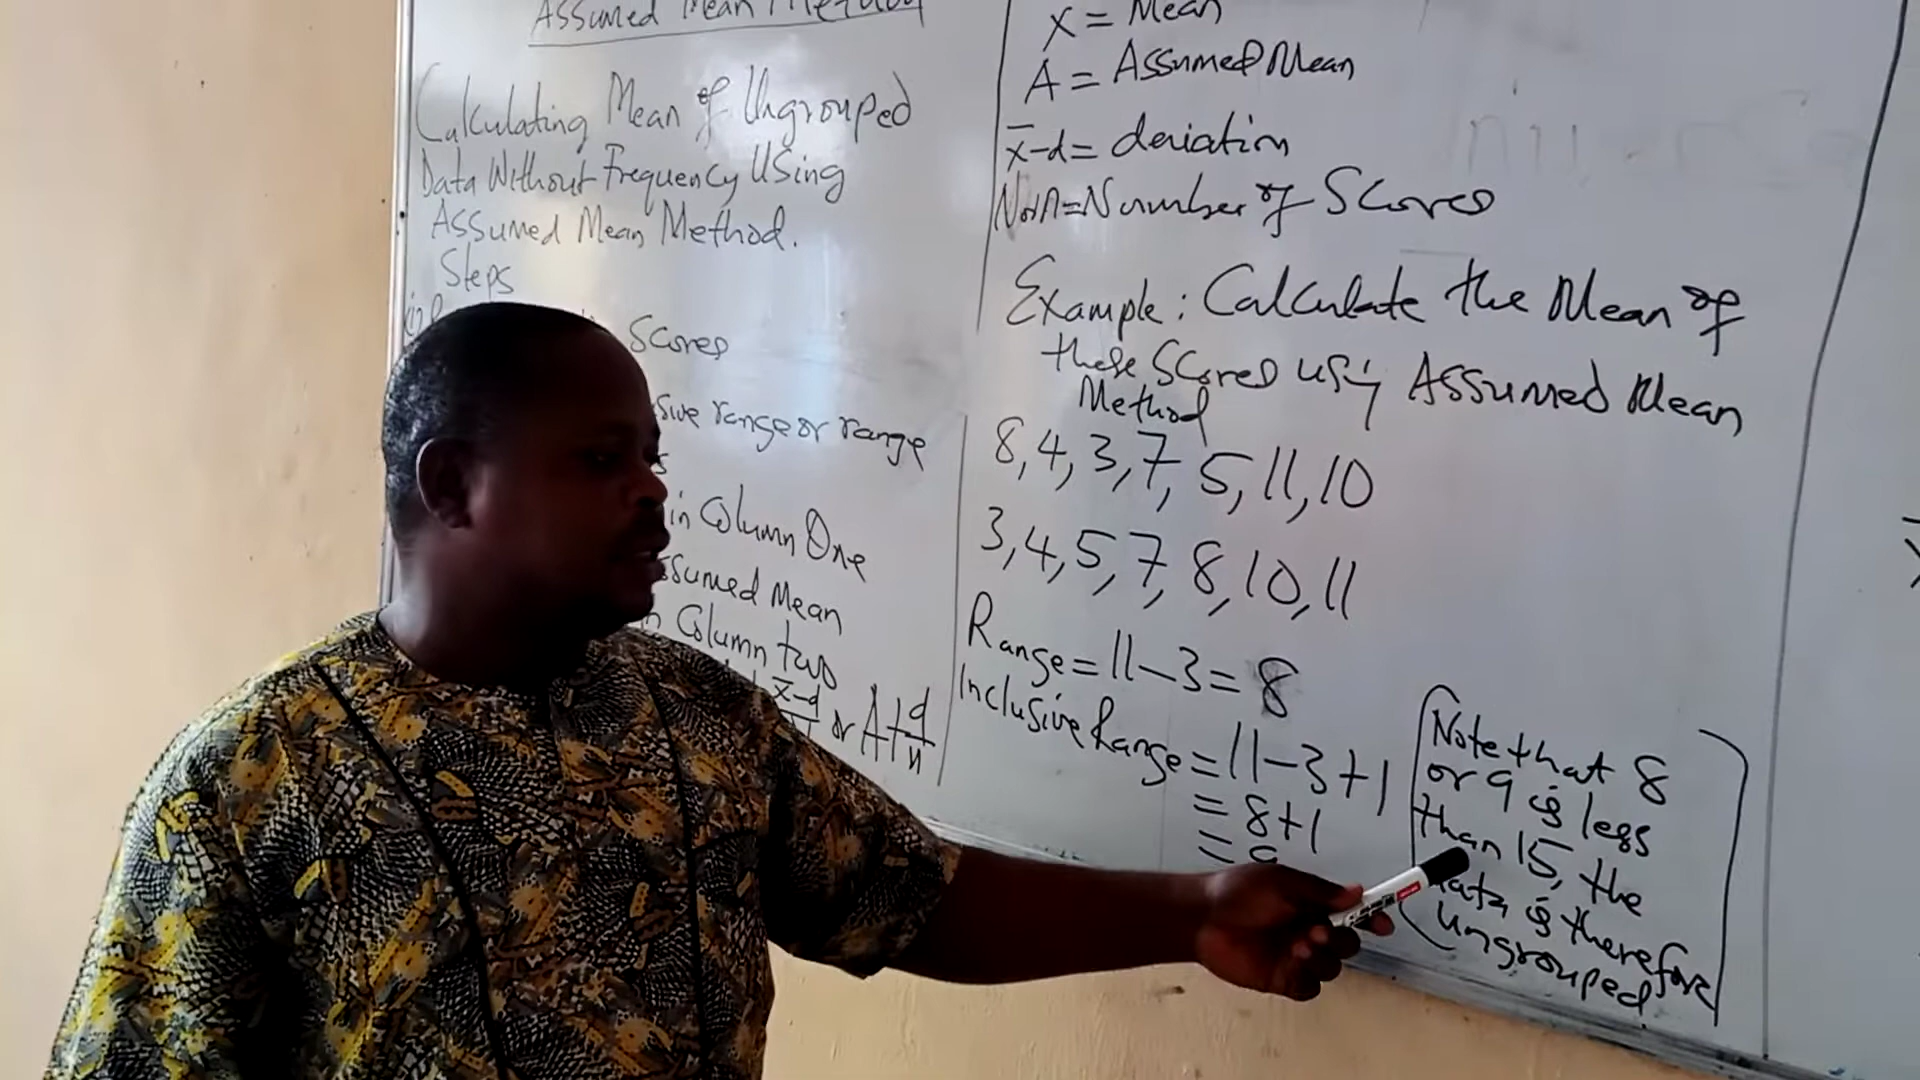 Assumed Mean Method
Calculating Mean of Ungrouped
Data Without Frequency Using
Assumed Mean Method.
Steps
Scores
range or range
in Column One
Assumed Mean
Column two
x̄-d or A+d/n
X = Mean
A = Assumed Mean
x̄-d = deviation
N or n = Number of Scores
Example: Calculate the Mean of
these Scores using Assumed Mean
Method
8, 4, 3, 7, 5, 11, 10
3, 4, 5, 7, 8, 10, 11
Range = 11-3 = 8
Inclusive Range = 11-3+1
= 8+1
=
Note that 8
or 9 is less
than 15, the
data is therefore
Ungrouped